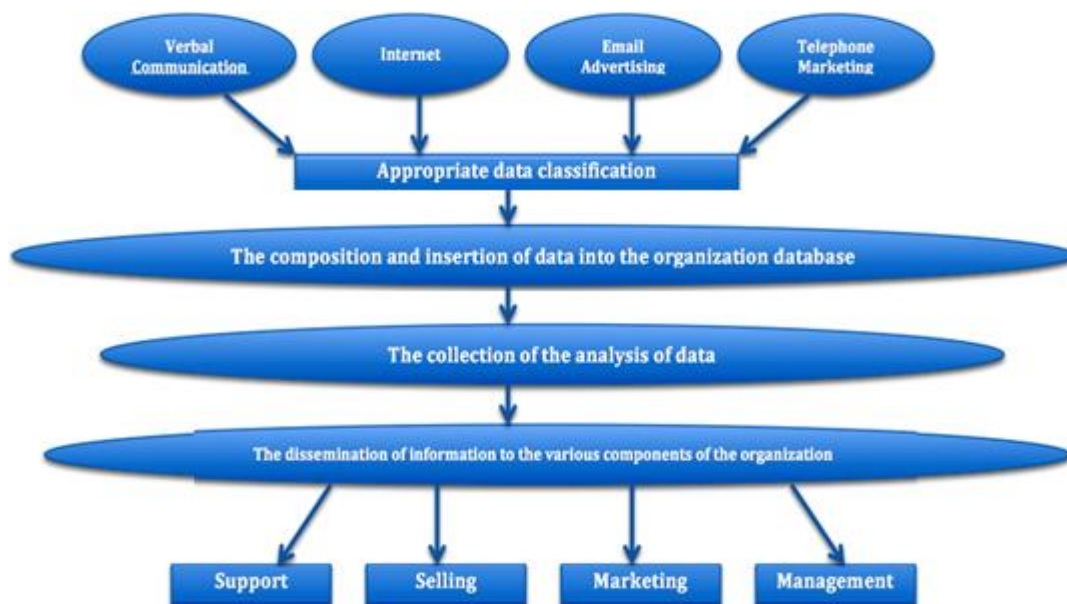 Verbal
Communication
Internet
Email
Advertising
Telephone
Marketing
Appropriate data classification
The composition and insertion of data into the organization database
The collection of the analysis of data
The dissemination of information to the various components of the organization
Support
Selling
Marketing
Management